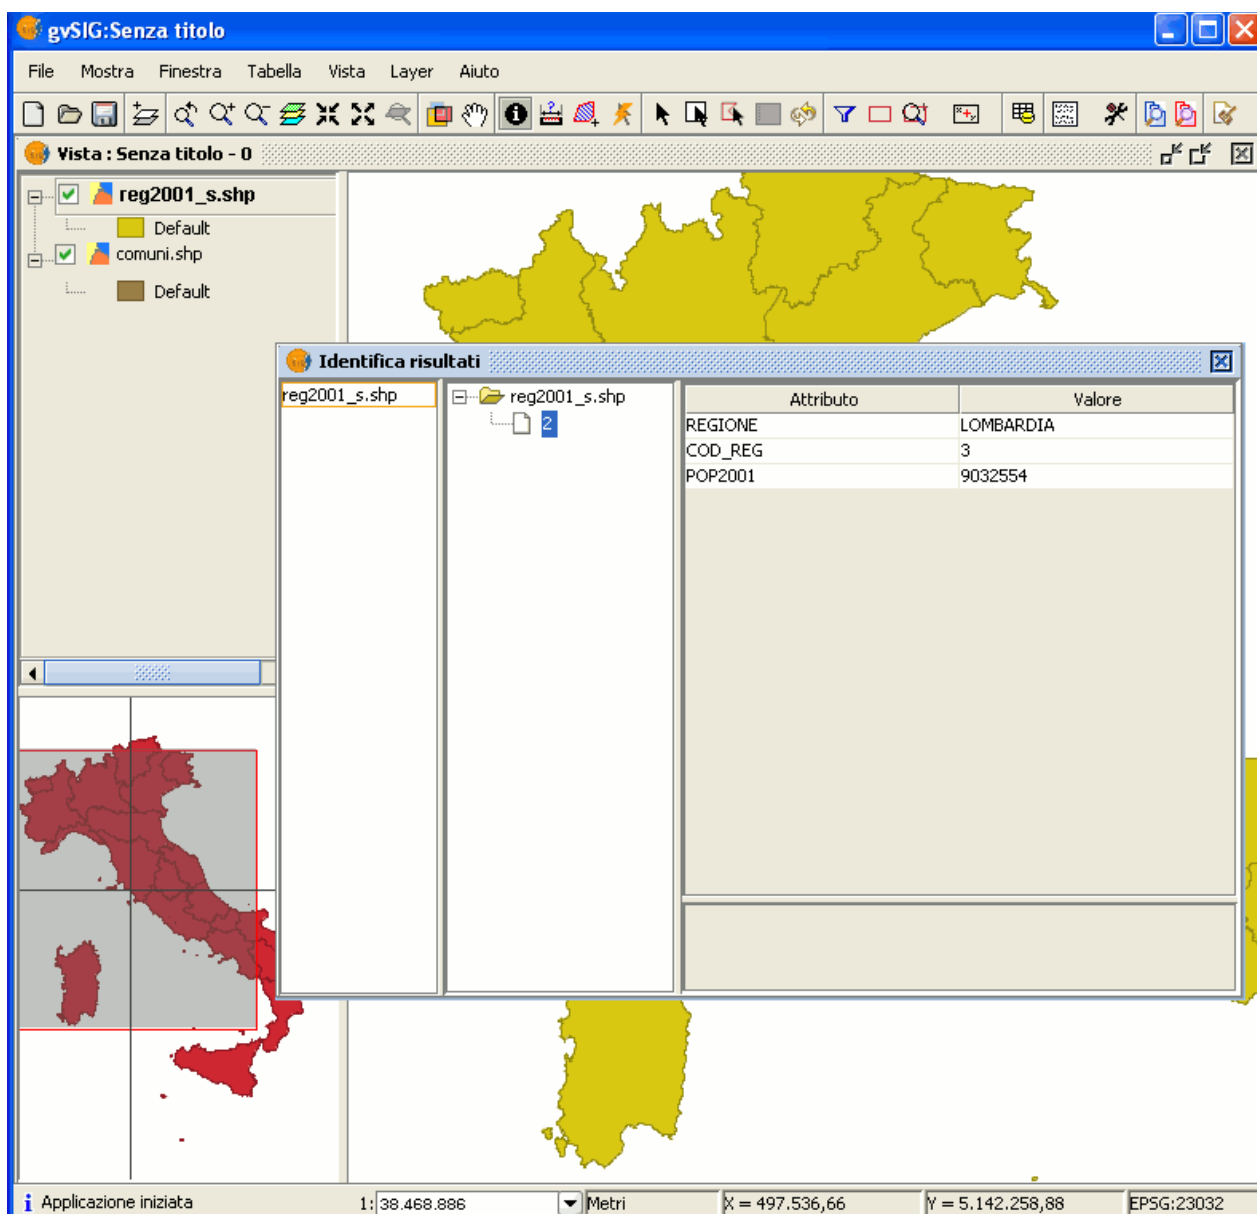 gvSIG:Senza titolo
File Mostra Finestra Tabella Vista Layer Aiuto
Vista : Senza titolo - 0
reg2001_s.shp
Default
comuni.shp
Default
Identifica risultati
reg2001_s.shp
reg2001_s.shp
2
Attributo Valore
REGIONE LOMBARDIA
COD_REG 3
POP2001 9032554
Applicazione iniziata 1: 38.468.886 Metri X = 497.536,66 Y = 5.142.258,88 EPSG:23032